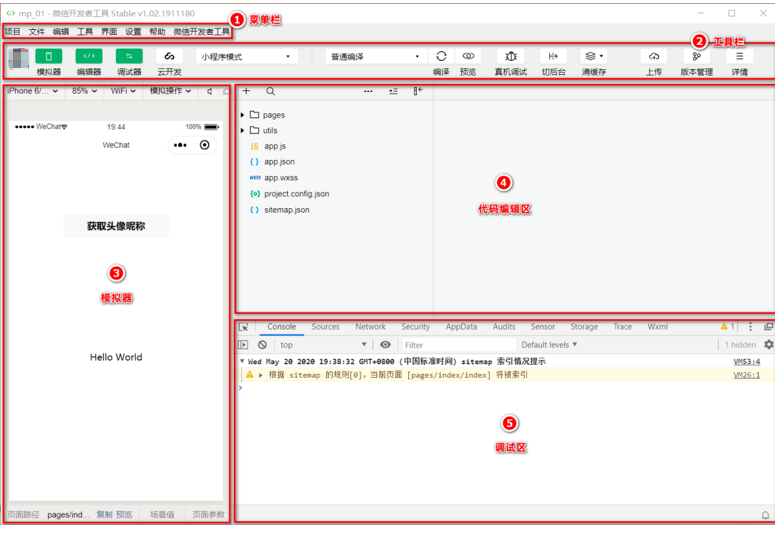 mp_01 - 微信开发者工具 Stable v1.02.1911180
1 菜单栏
项目 文件 编辑 工具 界面 设置 帮助 微信开发者工具
2 工具栏
小程序模式 普通编译
模拟器 编辑器 调试器 云开发 编译 预览 真机调试 切后台 清缓存 上传 版本管理 详情
iPhone 6/... 85% WiFi 模拟操作
WeChat 19:44 100%
WeChat
获取头像昵称
3
模拟器
Hello World
页面路径 pages/ind... 复制 预览 场景值 页面参数
pages
utils
JS app.js
{ } app.json
wxss app.wxss
{o} project.config.json
{ } sitemap.json
4
代码编辑区
Console Sources Network Security AppData Audits Sensor Storage Trace Wxml 1
top Filter Default levels 1 hidden
Wed May 20 2020 19:38:32 GMT+0800 (中国标准时间) sitemap 索引情况提示 VM53:4
根据 sitemap 的规则[0]，当前页面 [pages/index/index] 将被索引 VM26:1
5
调试区